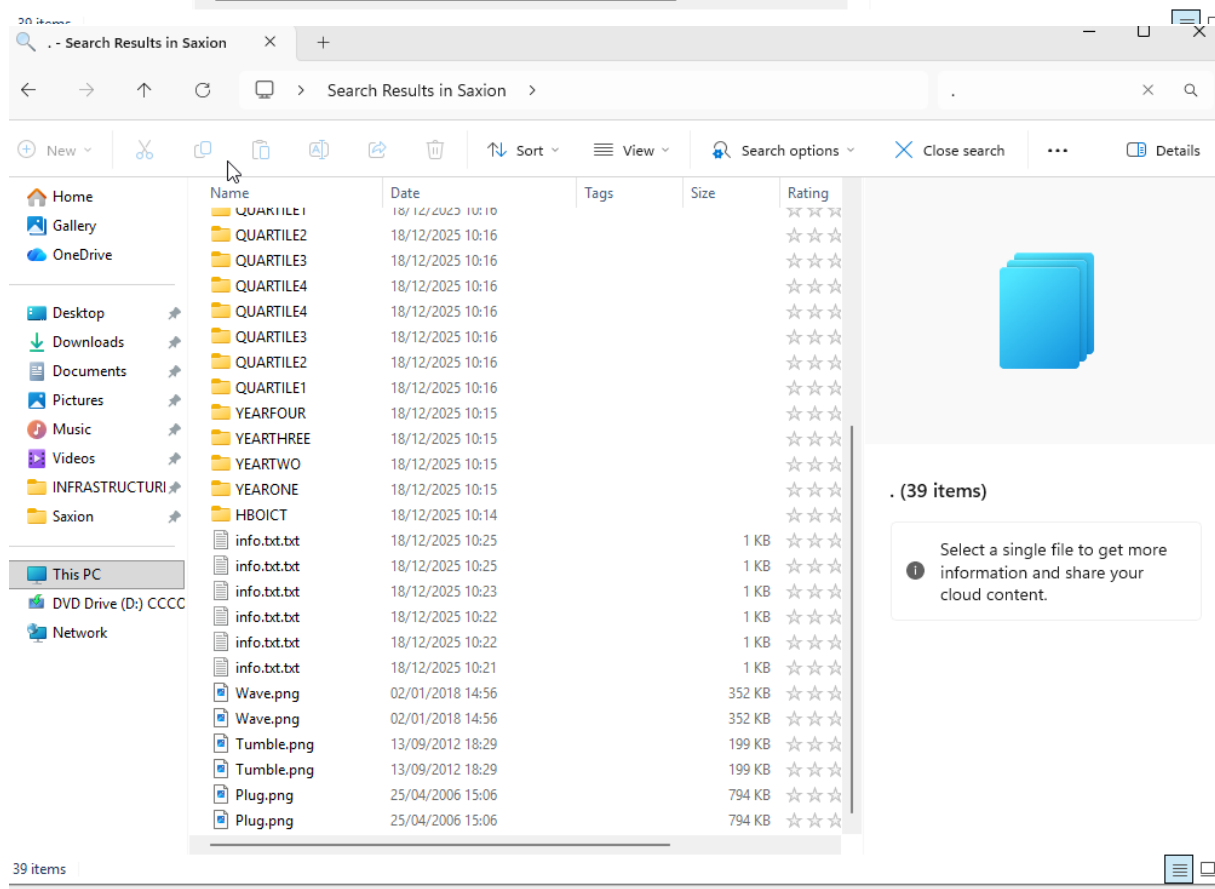 39 items
. - Search Results in Saxion
Search Results in Saxion
.
New Sort View Search options Close search ... Details
Home
Gallery
OneDrive
Desktop
Downloads
Documents
Pictures
Music
Videos
INFRASTRUCTURI
Saxion
This PC
DVD Drive (D:) CCCO
Network
Name Date Tags Size Rating
QUARTILE1 18/12/2025 10:16
QUARTILE2 18/12/2025 10:16
QUARTILE3 18/12/2025 10:16
QUARTILE4 18/12/2025 10:16
QUARTILE4 18/12/2025 10:16
QUARTILE3 18/12/2025 10:16
QUARTILE2 18/12/2025 10:16
QUARTILE1 18/12/2025 10:16
YEARFOUR 18/12/2025 10:15
YEARTHREE 18/12/2025 10:15
YEARTWO 18/12/2025 10:15
YEARONE 18/12/2025 10:15
HBOICT 18/12/2025 10:14
info.txt.txt 18/12/2025 10:25 1 KB
info.txt.txt 18/12/2025 10:25 1 KB
info.txt.txt 18/12/2025 10:23 1 KB
info.txt.txt 18/12/2025 10:22 1 KB
info.txt.txt 18/12/2025 10:22 1 KB
info.txt.txt 18/12/2025 10:21 1 KB
Wave.png 02/01/2018 14:56 352 KB
Wave.png 02/01/2018 14:56 352 KB
Tumble.png 13/09/2012 18:29 199 KB
Tumble.png 13/09/2012 18:29 199 KB
Plug.png 25/04/2006 15:06 794 KB
Plug.png 25/04/2006 15:06 794 KB
. (39 items)
Select a single file to get more
information and share your
cloud content.
39 items